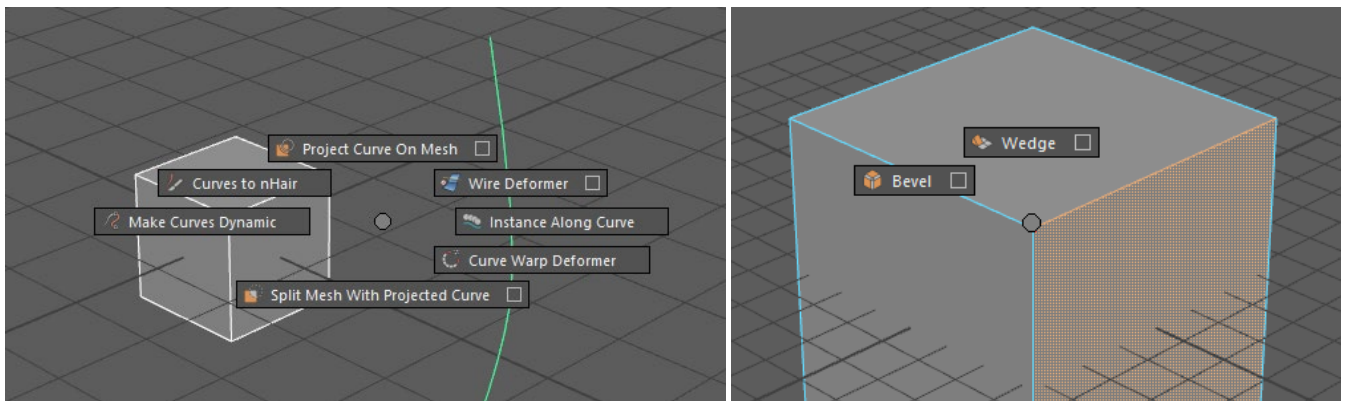 Project Curve On Mesh
Curves to nHair
Wire Deformer
Make Curves Dynamic
Instance Along Curve
Curve Warp Deformer
Split Mesh With Projected Curve
Wedge
Bevel